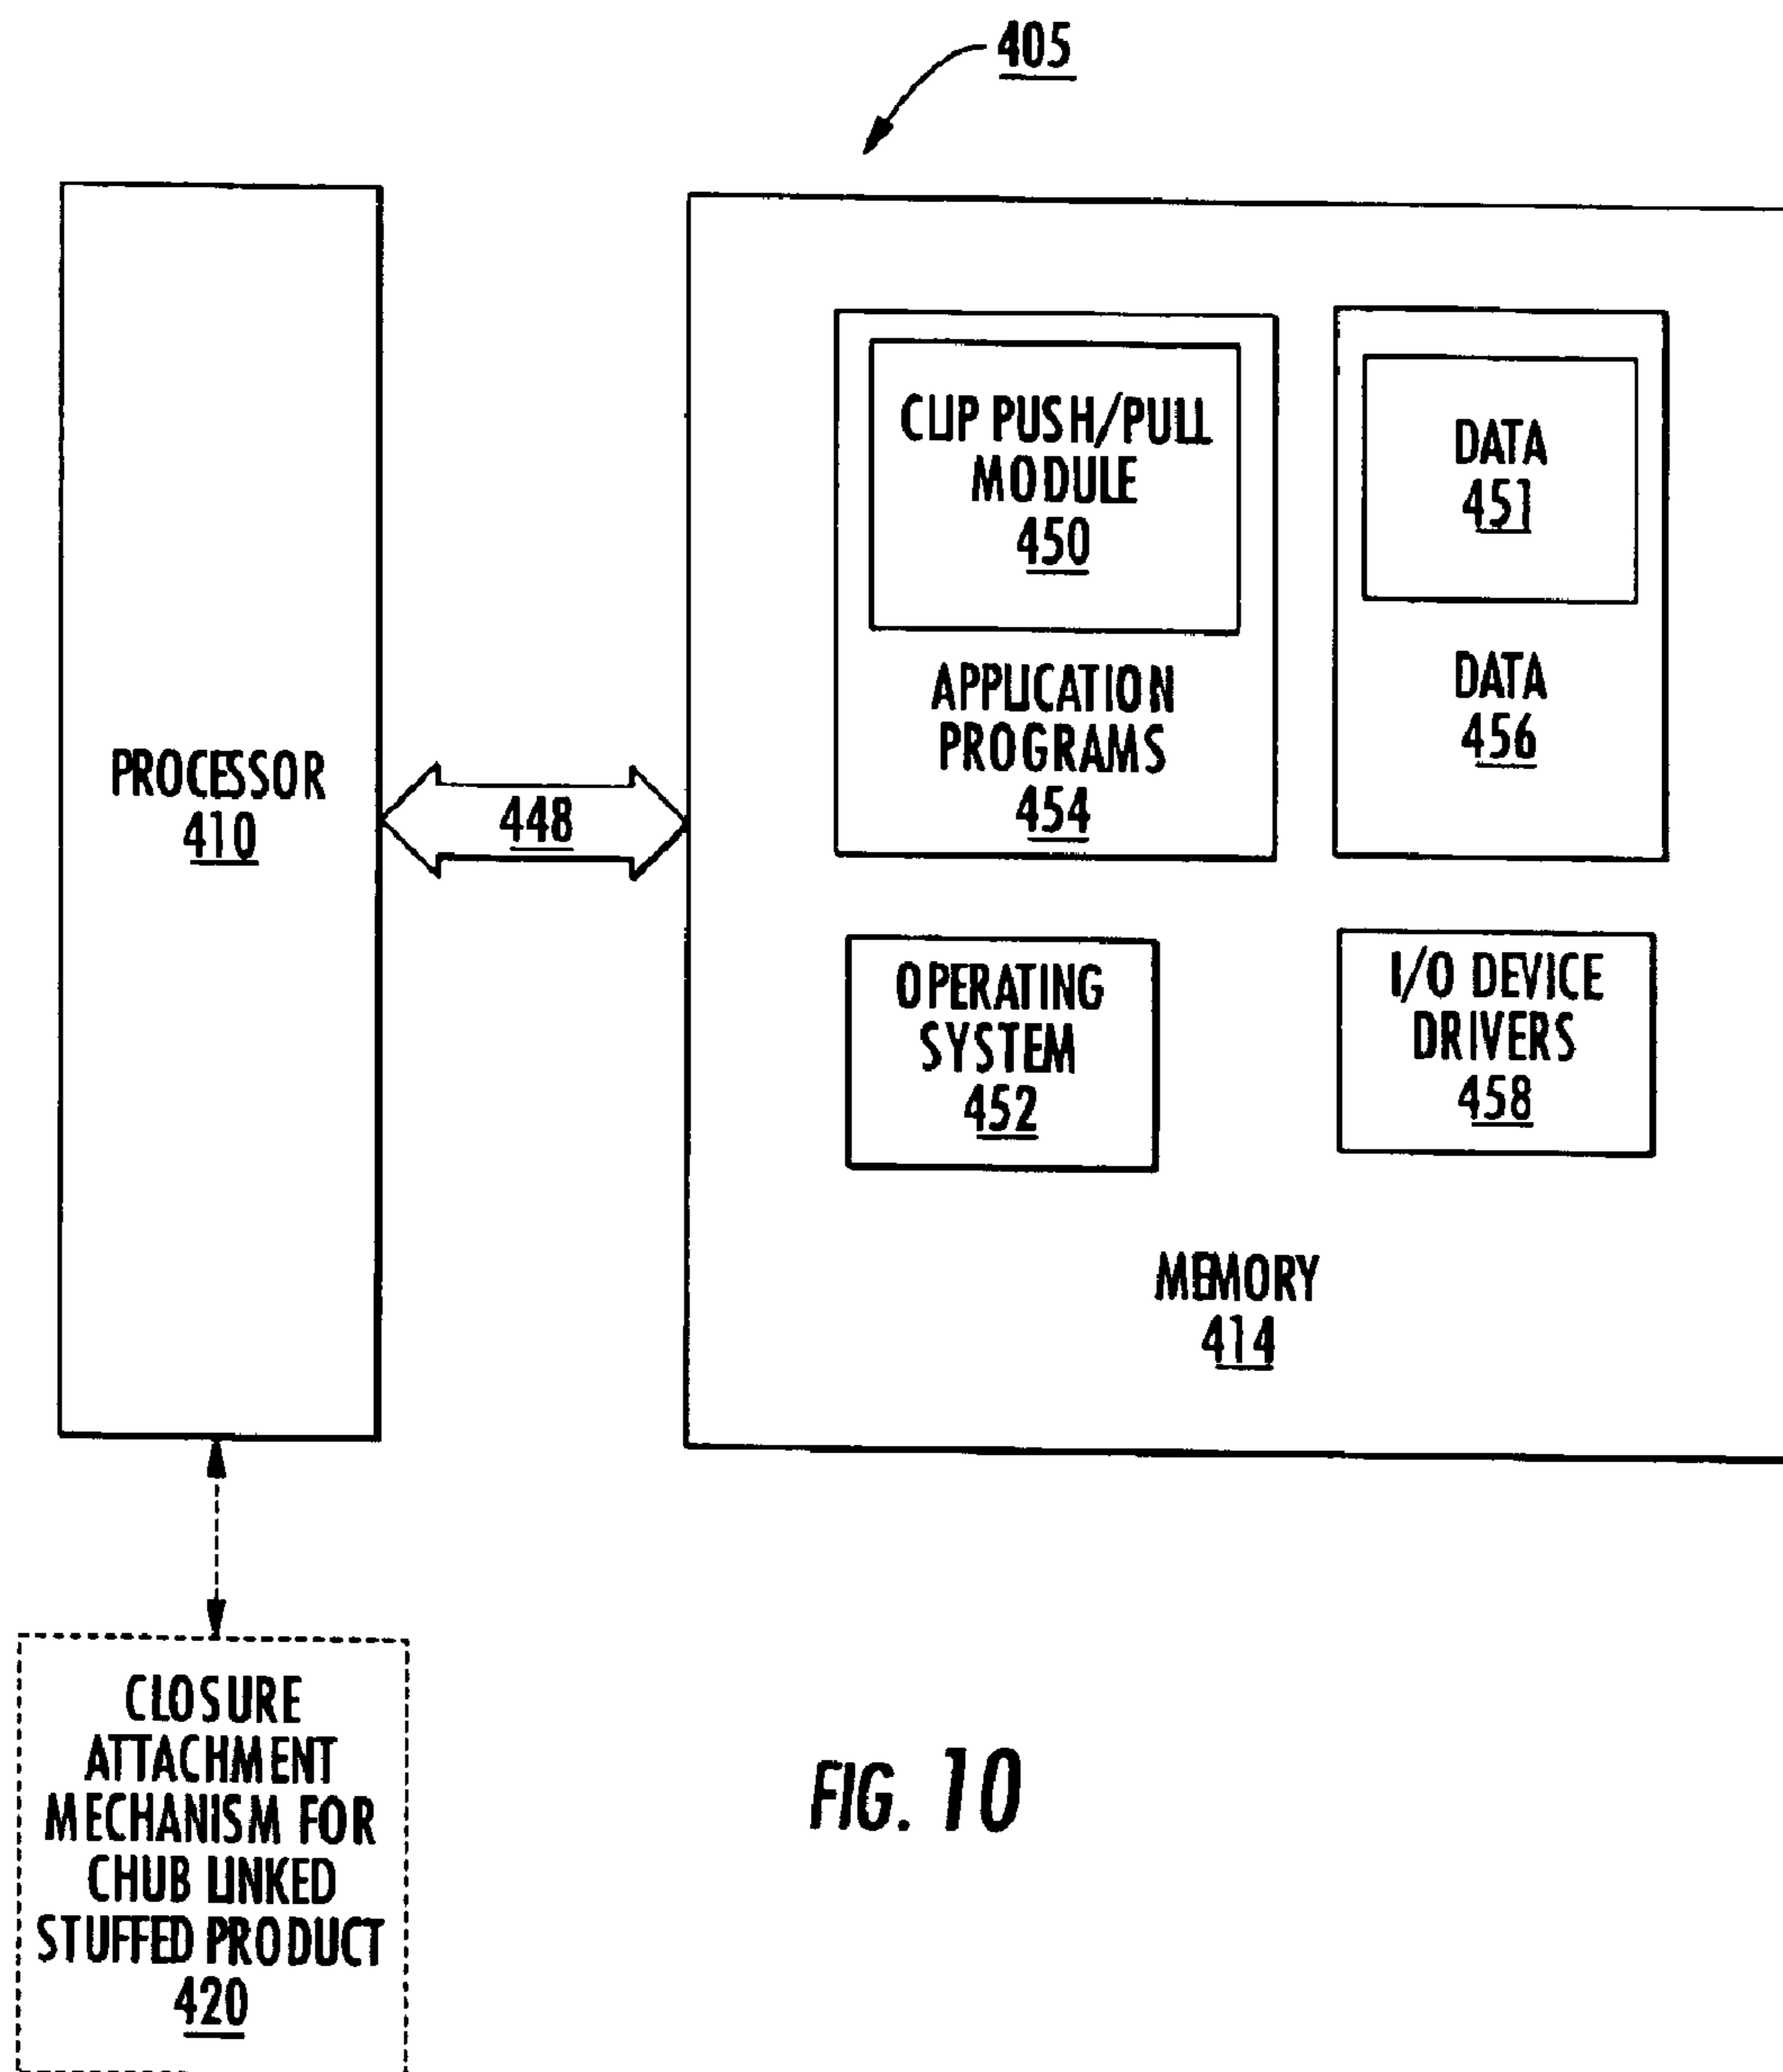 405
PROCESSOR
410
448
CLIP PUSH/PULL
MODULE
450
APPLICATION
PROGRAMS
454
DATA
451
DATA
456
OPERATING
SYSTEM
452
I/O DEVICE
DRIVERS
458
MEMORY
414
CLOSURE
ATTACHMENT
MECHANISM FOR
CHUB LINKED
STUFFED PRODUCT
420
FIG. 10